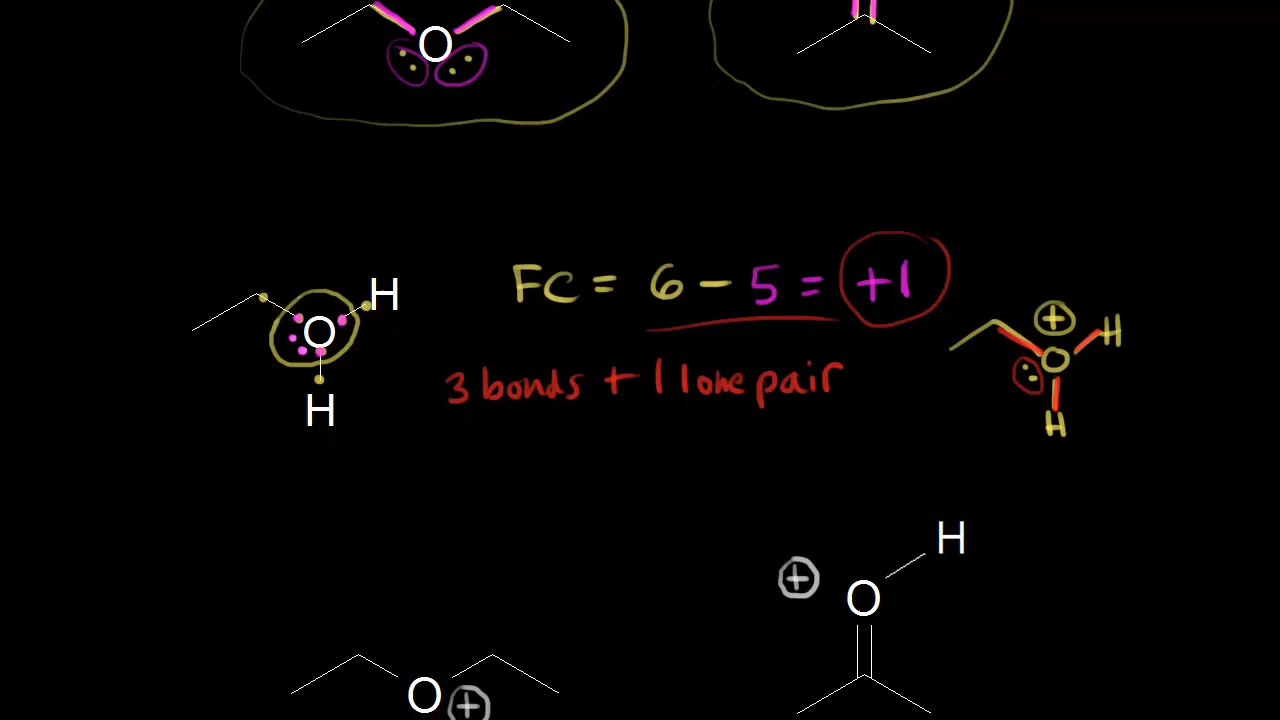 O
FC = 6 - 5 = +1
H
O
H
3 bonds + 1 lone pair
+
H
O
H
H
+
O
O
+